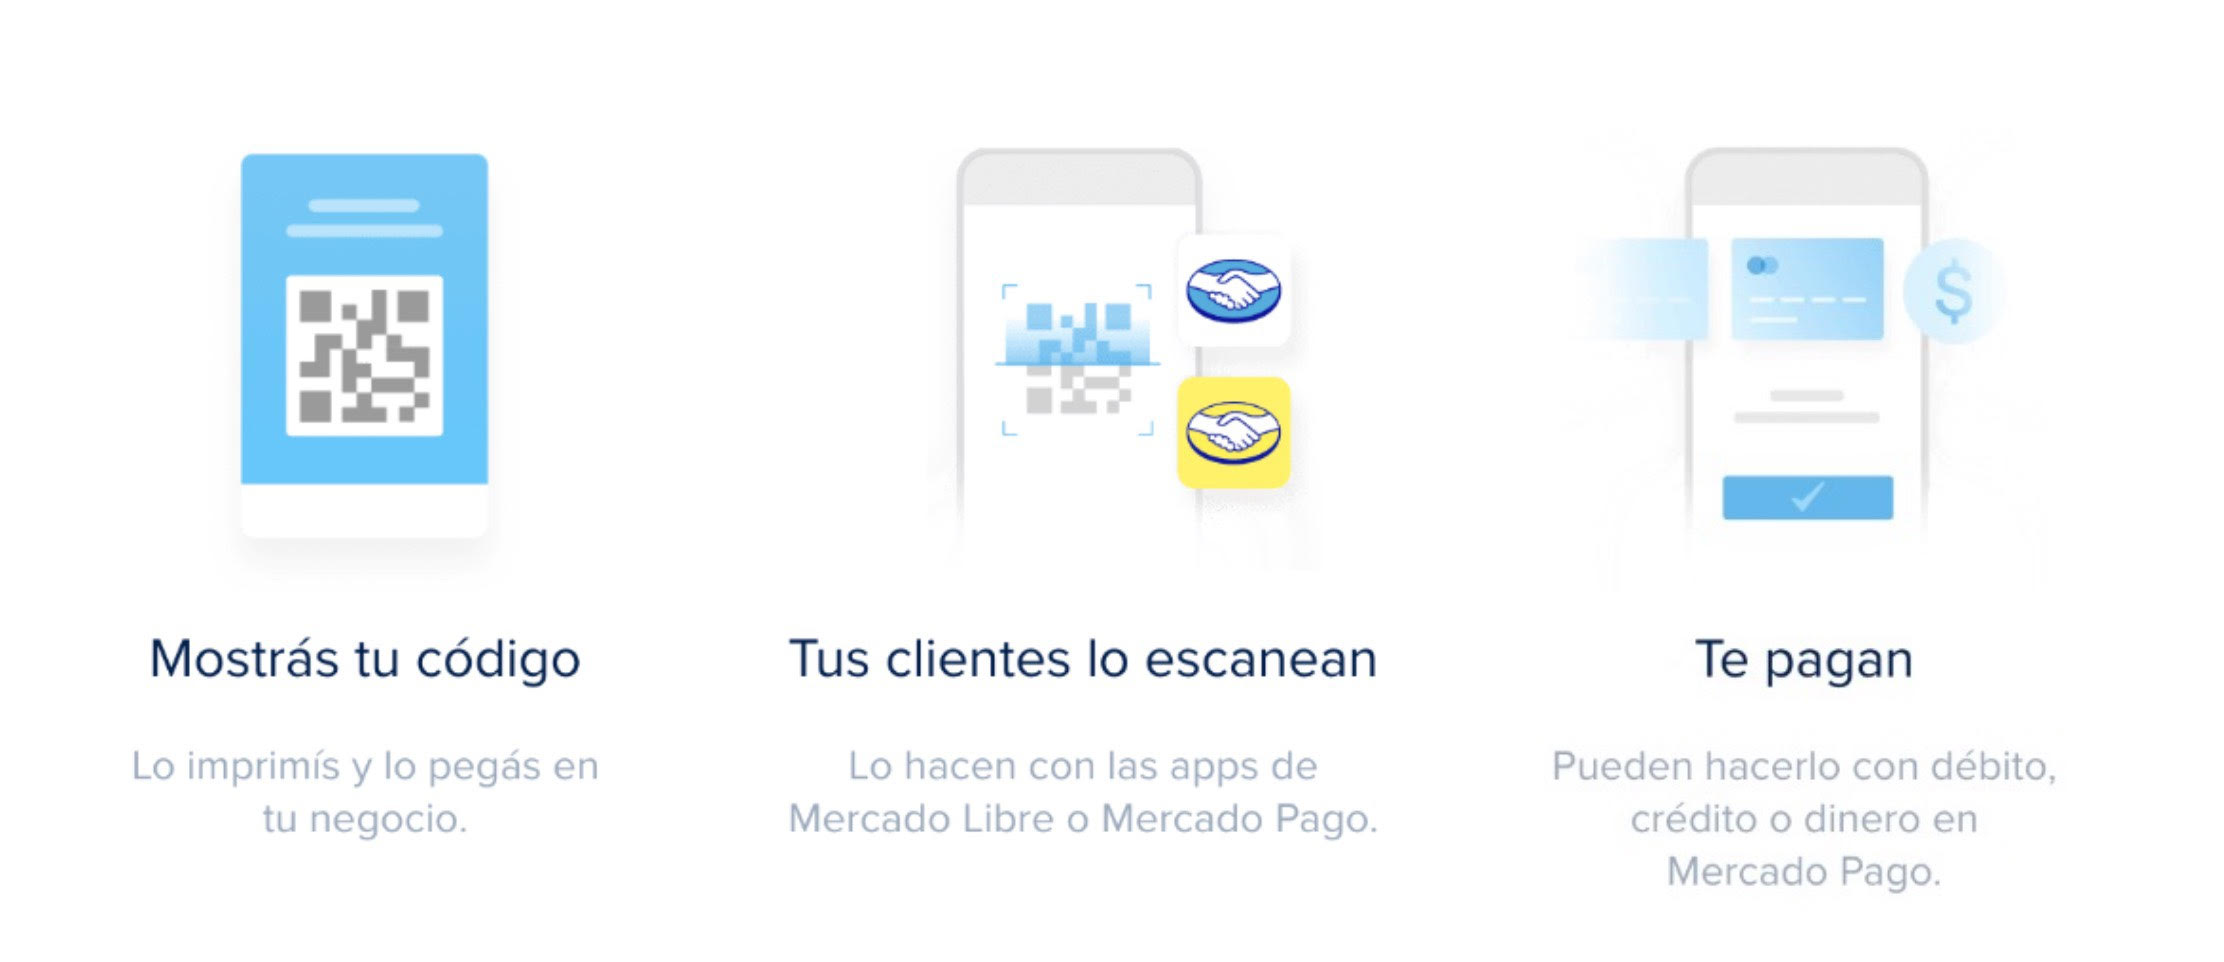 Mostrás tu código
Lo imprimís y lo pegás en
tu negocio.
Tus clientes lo escanean
Lo hacen con las apps de
Mercado Libre o Mercado Pago.
$
Te pagan
Pueden hacerlo con débito,
crédito o dinero en
Mercado Pago.